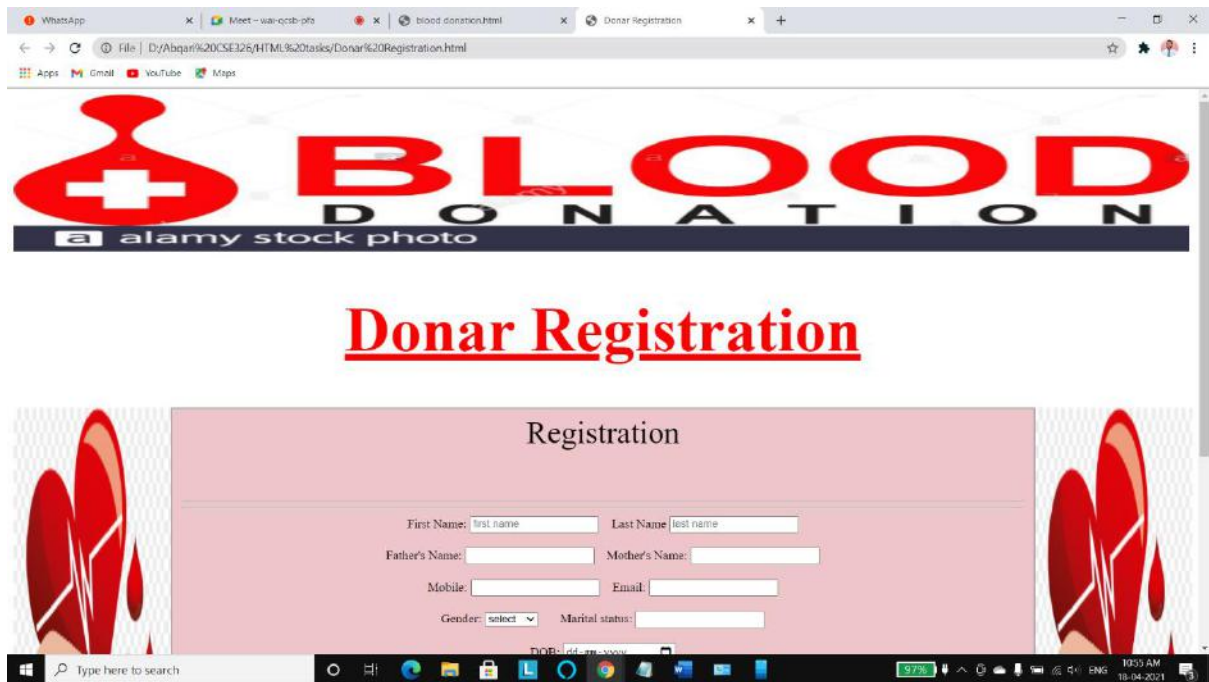 WhatsApp
Meet – wai-qcsb-pfa
blood donation.html
Donar Registration
File | D:/Abqari%20CSE326/HTML%20tasks/Donar%20Registration.html
Apps Gmail YouTube Maps
BLOOD
DONATION
a alamy stock photo
Donar Registration
Registration
First Name: first name Last Name last name
Father's Name: Mother's Name:
Mobile: Email:
Gender: select Marital status:
DOB: dd-mm-yyyy
Type here to search
97%
ENG
10:55 AM
18-04-2021